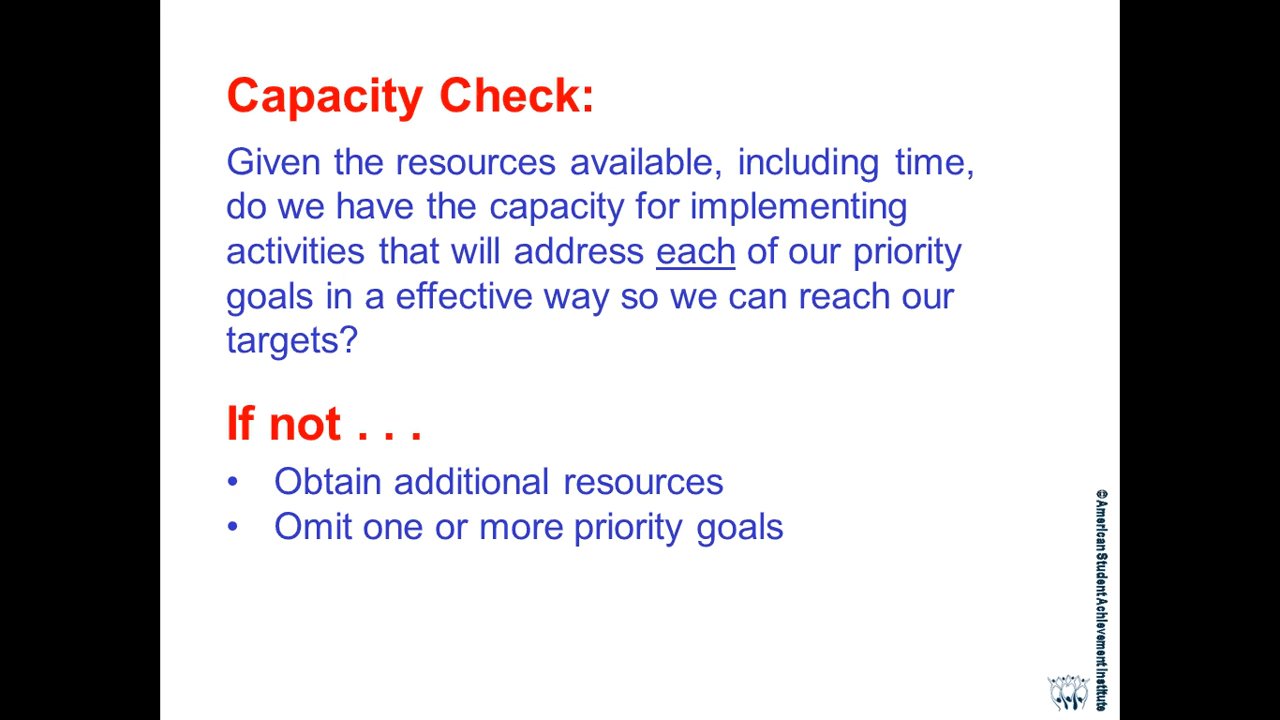 Capacity Check:
Given the resources available, including time,
do we have the capacity for implementing
activities that will address each of our priority
goals in a effective way so we can reach our
targets?
If not . . .
• Obtain additional resources
• Omit one or more priority goals
© American Student Achievement Institute